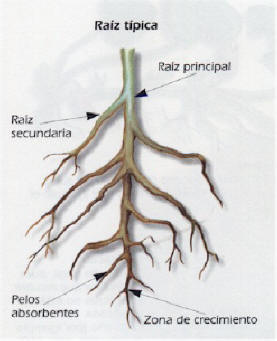 Raíz típica
Raíz principal
Raíz
secundaria
Pelos
absorbentes
Zona de crecimiento